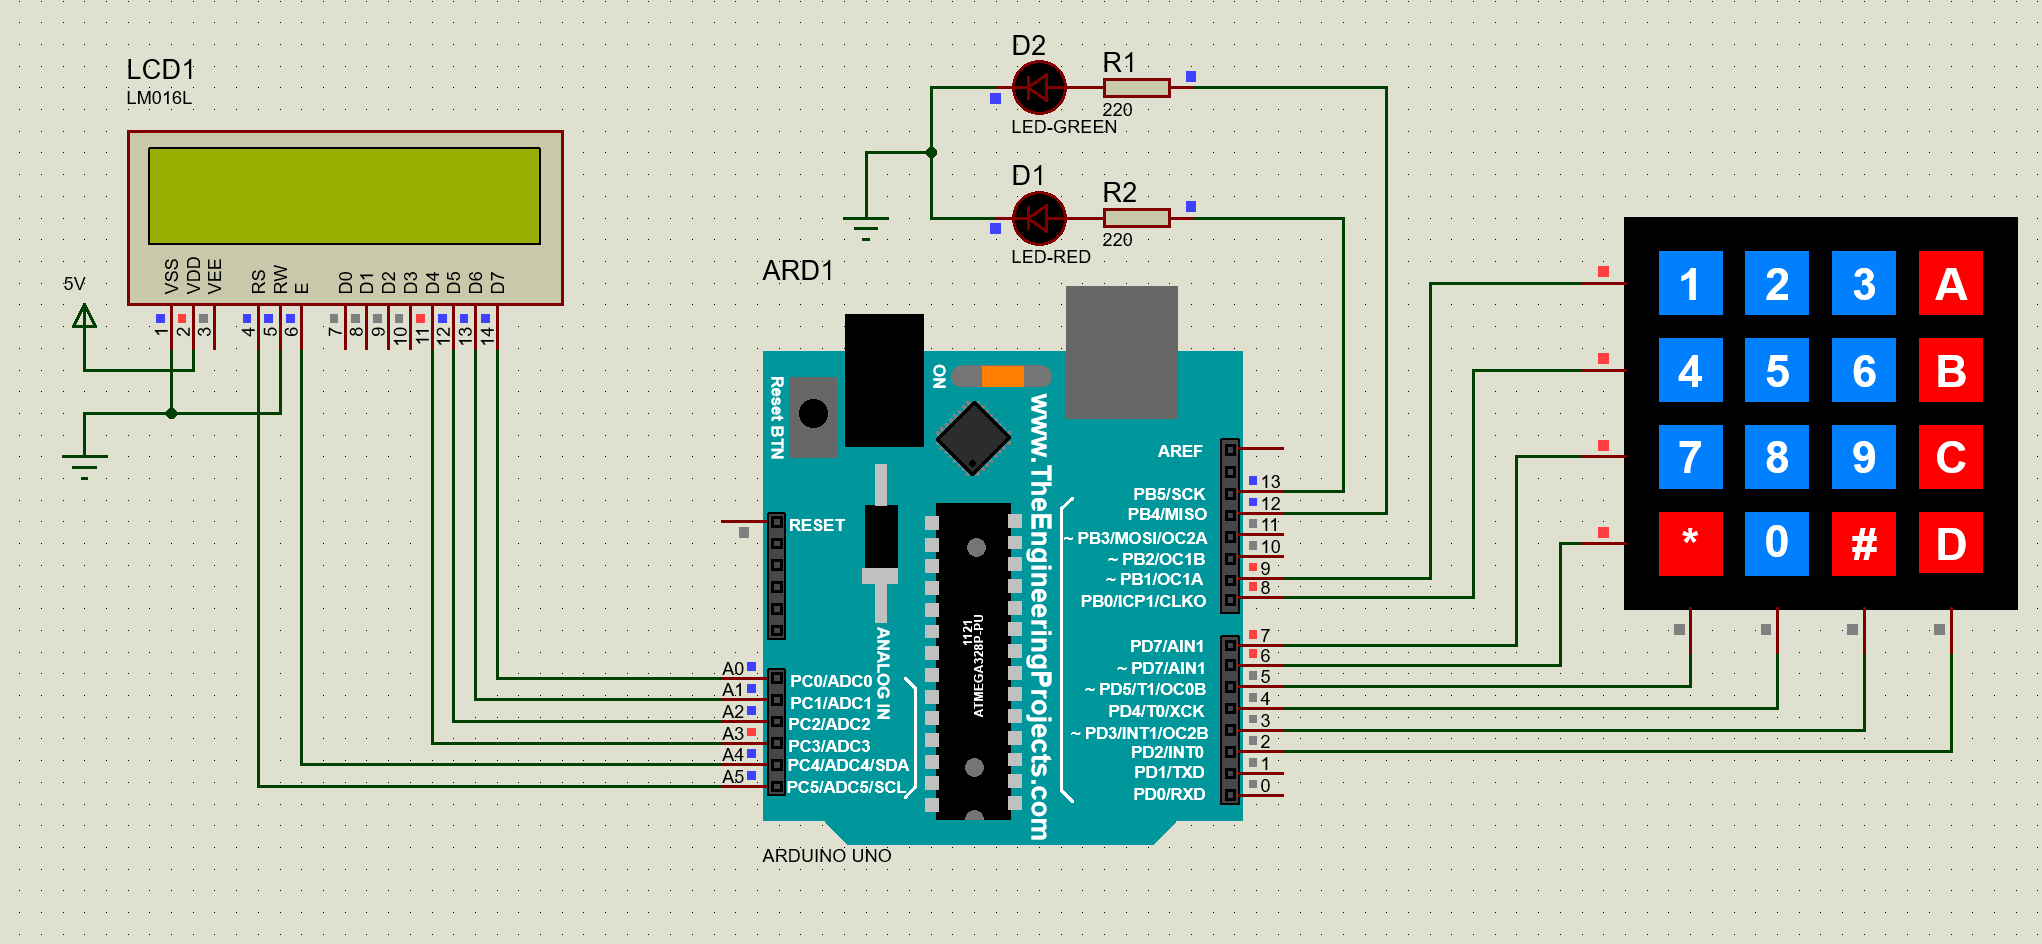 LCD1
LM016L
VSS
VDD
VEE
RS
RW
E
D0
D1
D2
D3
D4
D5
D6
D7
1
2
3
4
5
6
7
8
9
10
11
12
13
14
5V
D2
R1
220
LED-GREEN
D1
R2
220
LED-RED
ARD1
ON
Reset BTN
www.TheEngineeringProjects.com
RESET
ANALOG IN
1121
ATMEGA328P-PU
A0
PC0/ADC0
A1
PC1/ADC1
A2
PC2/ADC2
A3
PC3/ADC3
A4
PC4/ADC4/SDA
A5
PC5/ADC5/SCL
AREF
PB5/SCK 13
PB4/MISO 12
~ PB3/MOSI/OC2A 11
~ PB2/OC1B 10
~ PB1/OC1A 9
PB0/ICP1/CLKO 8
PD7/AIN1 7
~ PD7/AIN1 6
~ PD5/T1/OC0B 5
PD4/T0/XCK 4
~ PD3/INT1/OC2B 3
PD2/INT0 2
PD1/TXD 1
PD0/RXD 0
ARDUINO UNO
1 2 3 A
4 5 6 B
7 8 9 C
* 0 # D